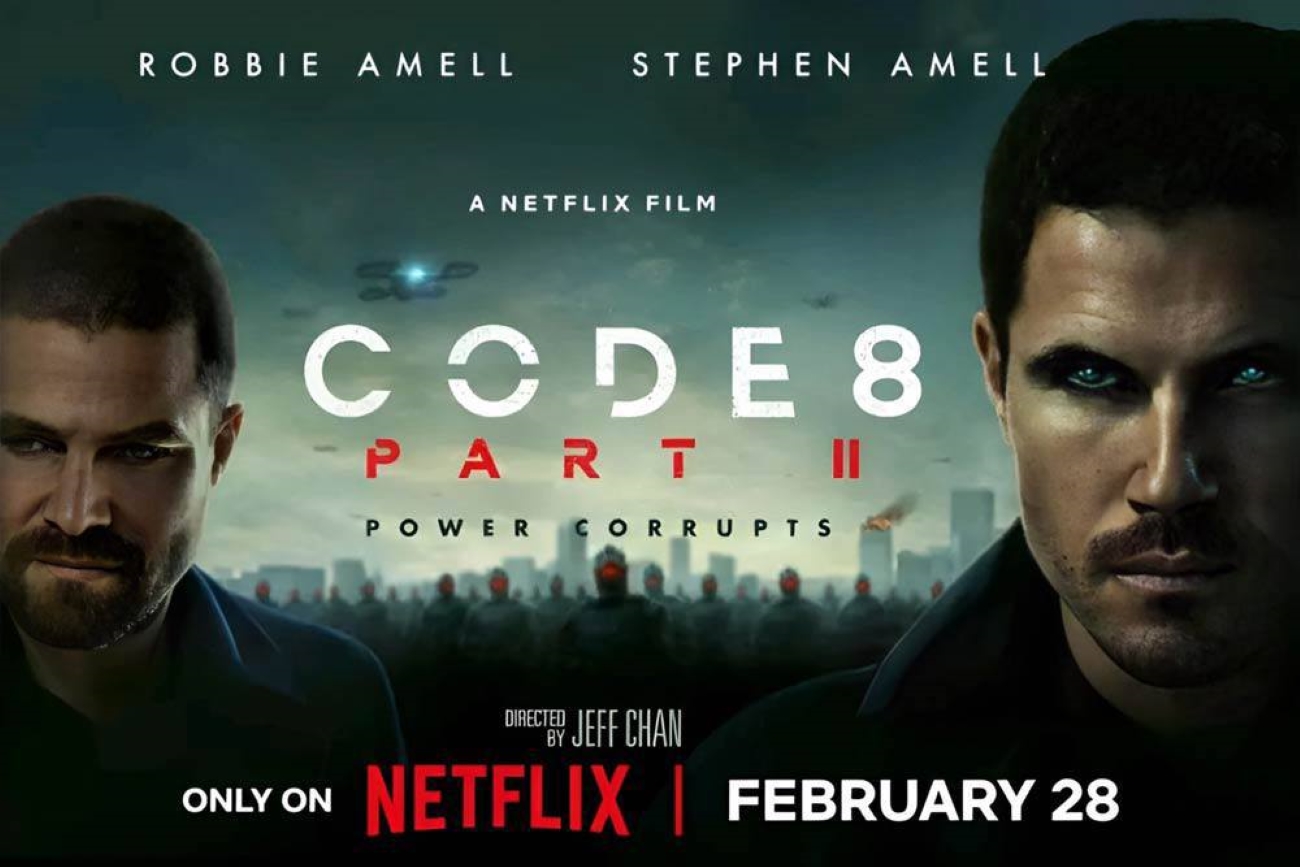 ROBBIE AMELL STEPHEN AMELL
A NETFLIX FILM
CODE 8
PART II
POWER CORRUPTS
DIRECTED BY JEFF CHAN
ONLY ON NETFLIX | FEBRUARY 28